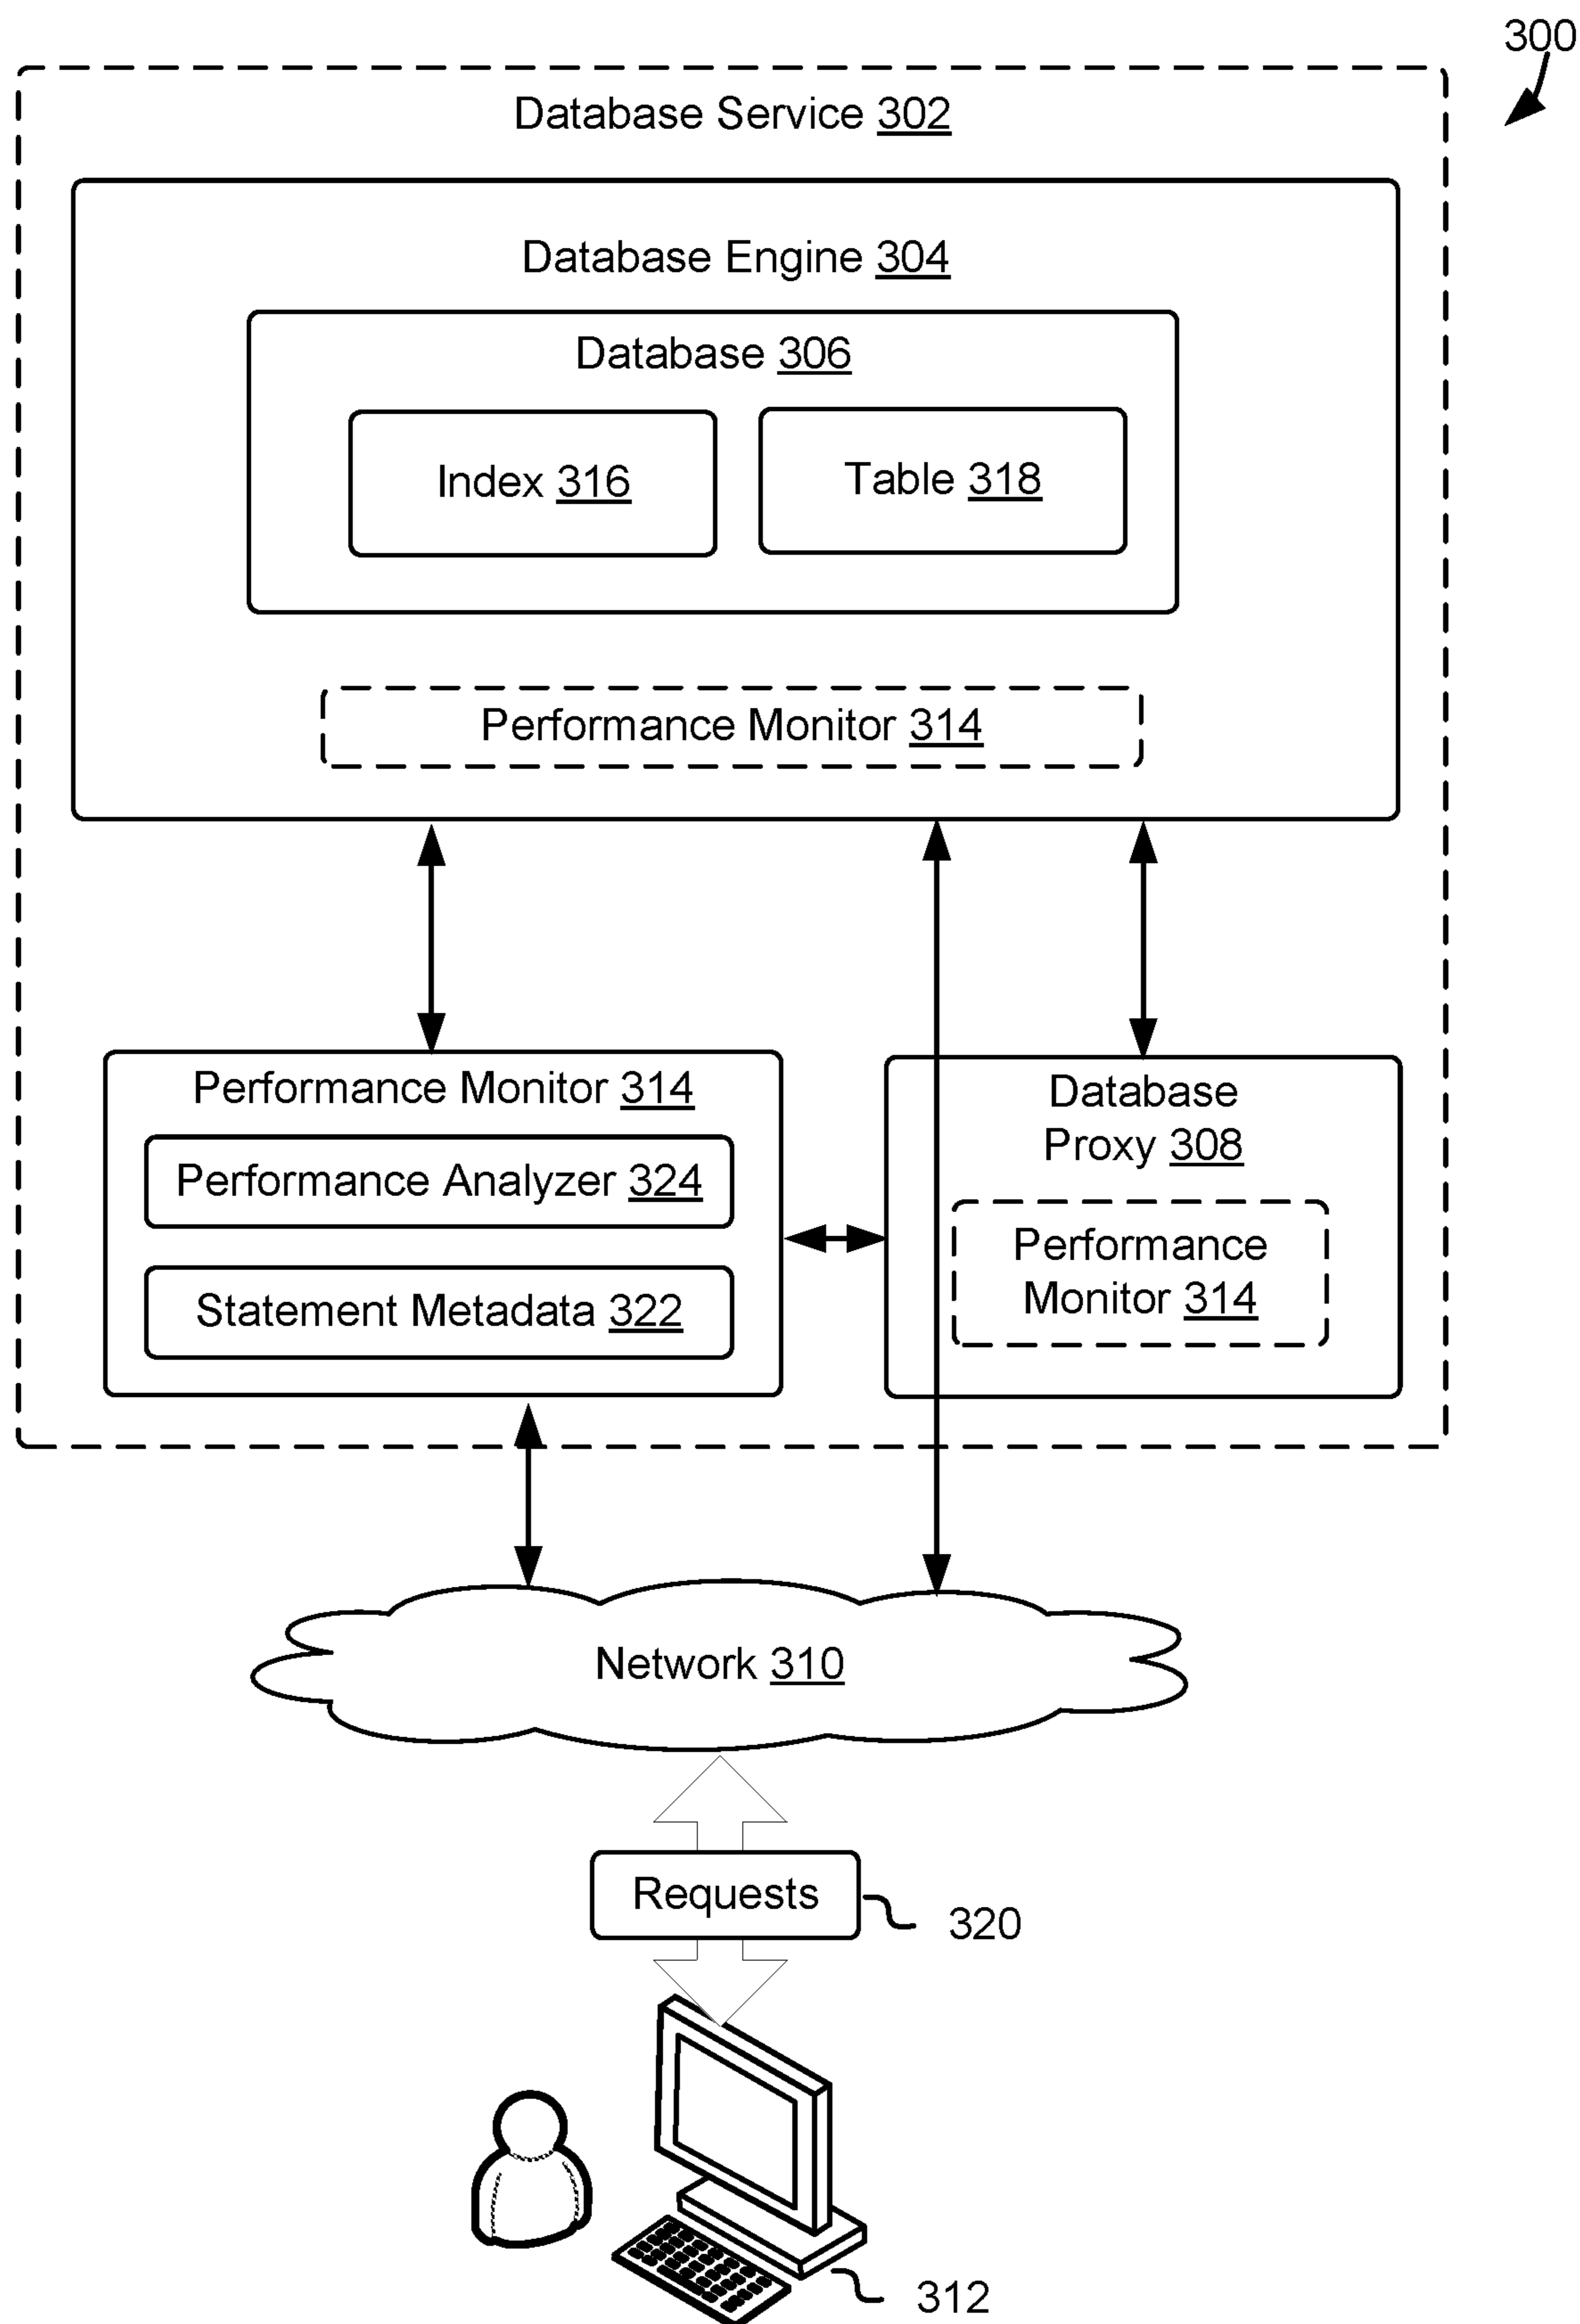 300
Database Service 302
Database Engine 304
Database 306
Index 316
Table 318
Performance Monitor 314
Performance Monitor 314
Performance Analyzer 324
Statement Metadata 322
Database
Proxy 308
Performance
Monitor 314
Network 310
Requests
320
312